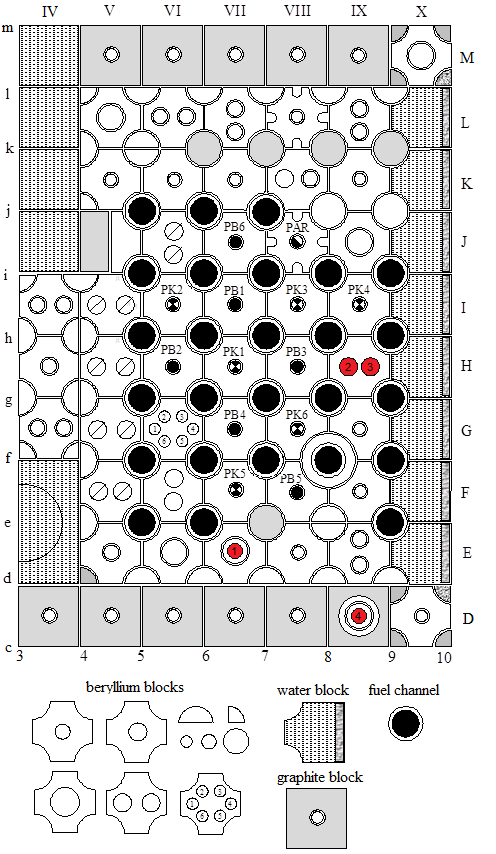 IV V VI VII VIII IX X
m
M
l
L
k
K
j
PB6 PAR
J
i
PK2 PB1 PK3 PK4
I
h
PB2 PK1 PB3
H
2 3
g
PB4 PK6
2 3
1 4
6 5
G
f
PK5 PB5
F
e
1
E
d
4
D
c
3 4 5 6 7 8 9 10
beryllium blocks water block fuel channel
2 3
1 4
6 5
graphite block